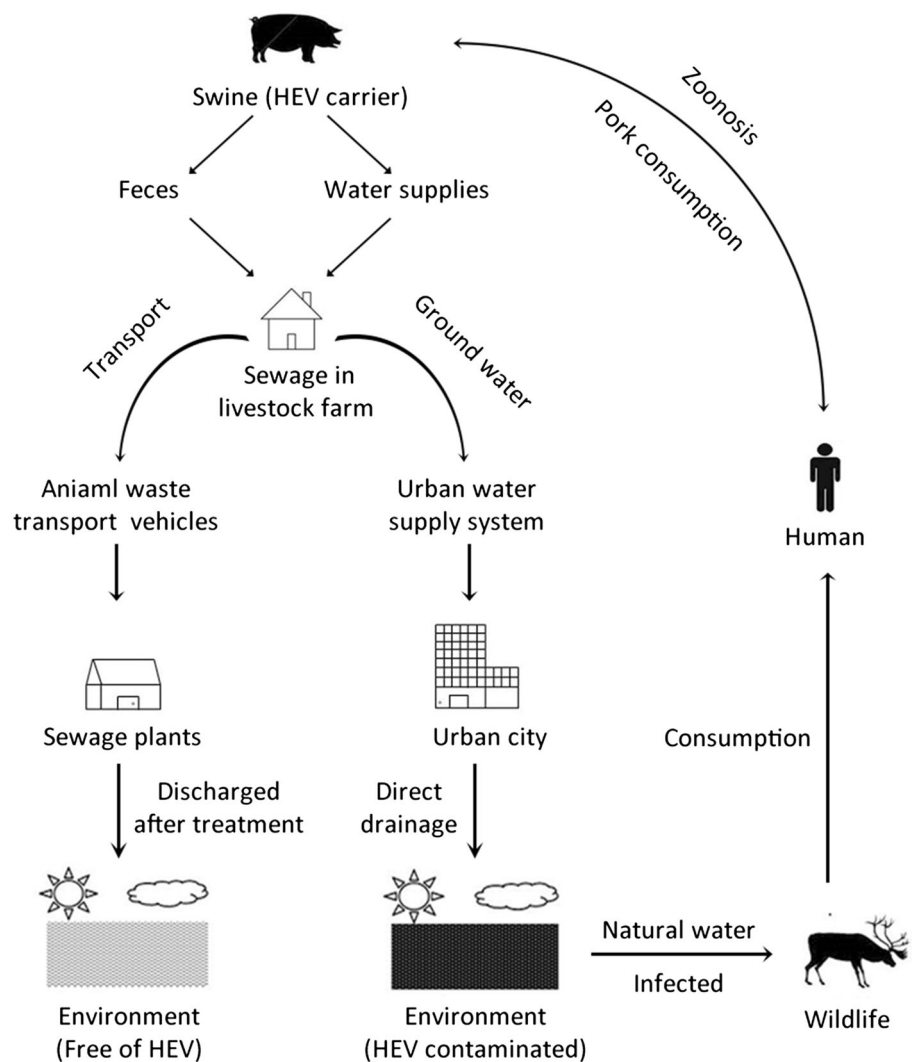 Swine (HEV carrier)
Zoonosis
Pork consumption
Feces
Water supplies
Transport
Ground water
Sewage in
livestock farm
Aniaml waste
transport vehicles
Urban water
supply system
Human
Sewage plants
Urban city
Consumption
Discharged
after treatment
Direct
drainage
Natural water
Infected
Environment
(Free of HEV)
Environment
(HEV contaminated)
Wildlife